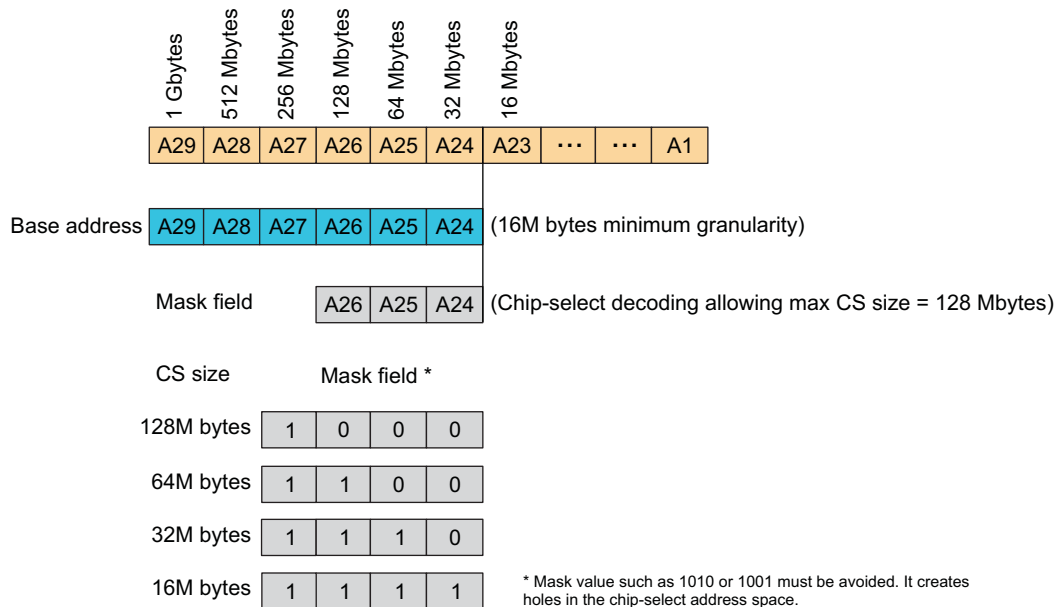 1 Gbytes 512 Mbytes 256 Mbytes 128 Mbytes 64 Mbytes 32 Mbytes 16 Mbytes
A29 A28 A27 A26 A25 A24 A23 ... ... A1
Base address A29 A28 A27 A26 A25 A24 (16M bytes minimum granularity)
Mask field A26 A25 A24 (Chip-select decoding allowing max CS size = 128 Mbytes)
CS size Mask field *
128M bytes 1 0 0 0
64M bytes 1 1 0 0
32M bytes 1 1 1 0
16M bytes 1 1 1 1
* Mask value such as 1010 or 1001 must be avoided. It creates
holes in the chip-select address space.